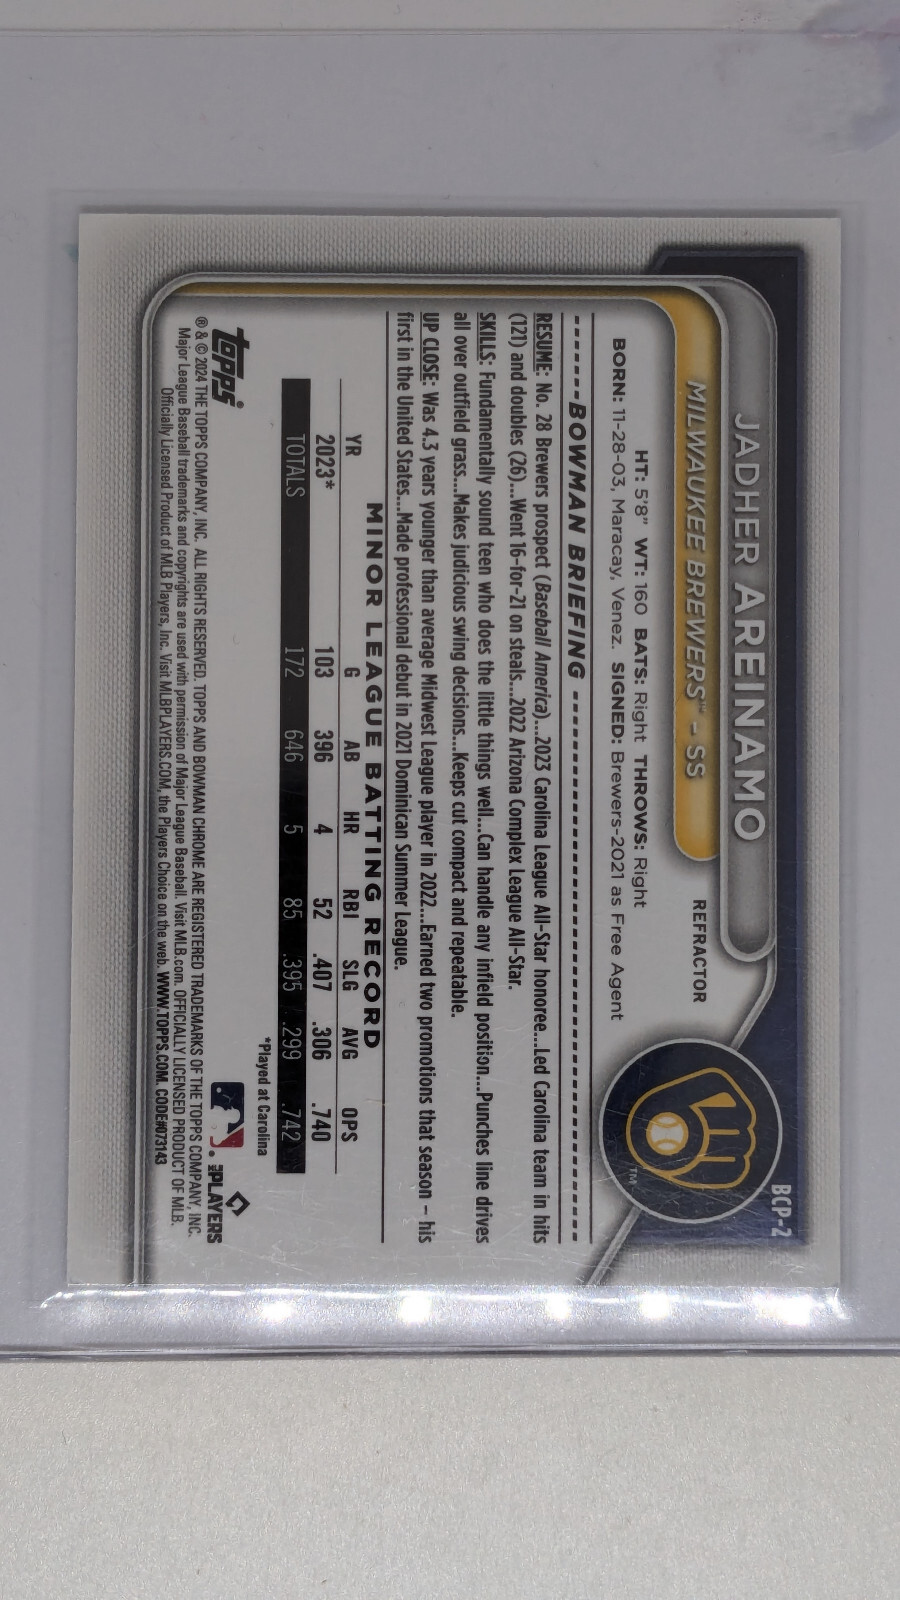 BCP-2
JADHER AREINAMO
MILWAUKEE BREWERS™ - SS
REFRACTOR
HT: 5'8" WT: 160 BATS: Right THROWS: Right
BORN: 11-28-03, Maracay, Venez. SIGNED: Brewers-2021 as Free Agent
TM
BOWMAN BRIEFING
RESUME: No. 28 Brewers prospect (Baseball America)...2023 Carolina League All-Star honoree...Led Carolina team in hits
(121) and doubles (26)...Went 16-for-21 on steals...2022 Arizona Complex League All-Star.
SKILLS: Fundamentally sound teen who does the little things well...Can handle any infield position...Punches line drives
all over outfield grass...Makes judicious swing decisions...Keeps cut compact and repeatable.
UP CLOSE: Was 4.3 years younger than average Midwest League player in 2022...Earned two promotions that season – his
first in the United States...Made professional debut in 2021 Dominican Summer League.
MINOR LEAGUE BATTING RECORD
YR G AB HR RBI SLG AVG OPS
2023* 103 396 4 52 .407 .306 .740
TOTALS 172 646 5 85 .395 .299 .742
*Played at Carolina
topps®
MLB PLAYERS
® & © 2024 THE TOPPS COMPANY, INC. ALL RIGHTS RESERVED. TOPPS AND BOWMAN CHROME ARE REGISTERED TRADEMARKS OF THE TOPPS COMPANY, INC.
Major League Baseball trademarks and copyrights are used with permission of Major League Baseball. Visit MLB.com. OFFICIALLY LICENSED PRODUCT OF MLB.
Officially Licensed Product of MLB Players, Inc. Visit MLBPLAYERS.COM, the Players Choice on the web. WWW.TOPPS.COM. CODE#073143